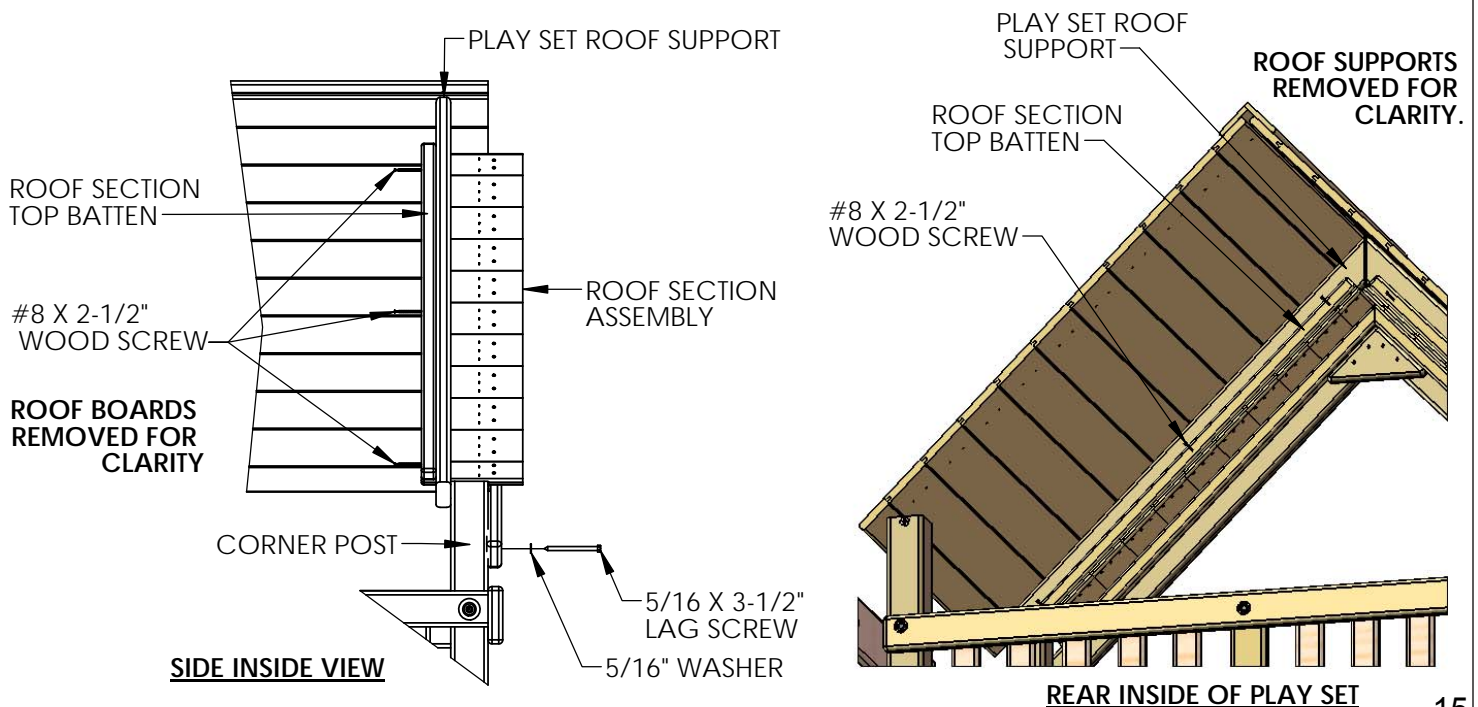 PLAY SET ROOF SUPPORT
ROOF SECTION
TOP BATTEN
#8 X 2-1/2"
WOOD SCREW
ROOF BOARDS
REMOVED FOR
CLARITY
ROOF SECTION
ASSEMBLY
CORNER POST
5/16 X 3-1/2"
LAG SCREW
5/16" WASHER
SIDE INSIDE VIEW
PLAY SET ROOF
SUPPORT
ROOF SUPPORTS
REMOVED FOR
CLARITY.
ROOF SECTION
TOP BATTEN
#8 X 2-1/2"
WOOD SCREW
REAR INSIDE OF PLAY SET
15